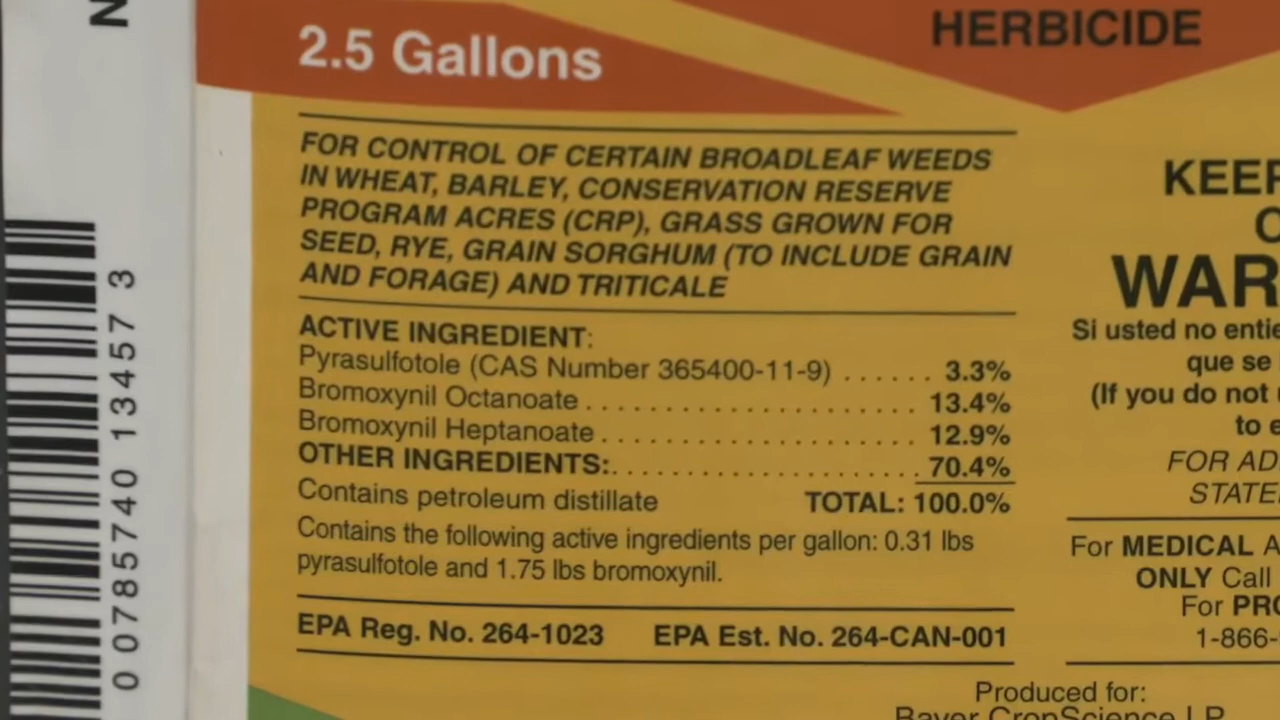 2.5 Gallons
HERBICIDE
FOR CONTROL OF CERTAIN BROADLEAF WEEDS
IN WHEAT, BARLEY, CONSERVATION RESERVE
PROGRAM ACRES (CRP), GRASS GROWN FOR
SEED, RYE, GRAIN SORGHUM (TO INCLUDE GRAIN
AND FORAGE) AND TRITICALE
ACTIVE INGREDIENT:
Pyrasulfotole (CAS Number 365400-11-9) ...... 3.3%
Bromoxynil Octanoate ........................ 13.4%
Bromoxynil Heptanoate ....................... 12.9%
OTHER INGREDIENTS:....................... 70.4%
Contains petroleum distillate TOTAL: 100.0%
Contains the following active ingredients per gallon: 0.31 lbs
pyrasulfotole and 1.75 lbs bromoxynil.
EPA Reg. No. 264-1023 EPA Est. No. 264-CAN-001
Si usted no
que se
(If you do not
to
FOR
For MEDICAL
ONLY Call
For
1-866-
Produced for:
Bayer CropScience LP
0 0785740 13457 3